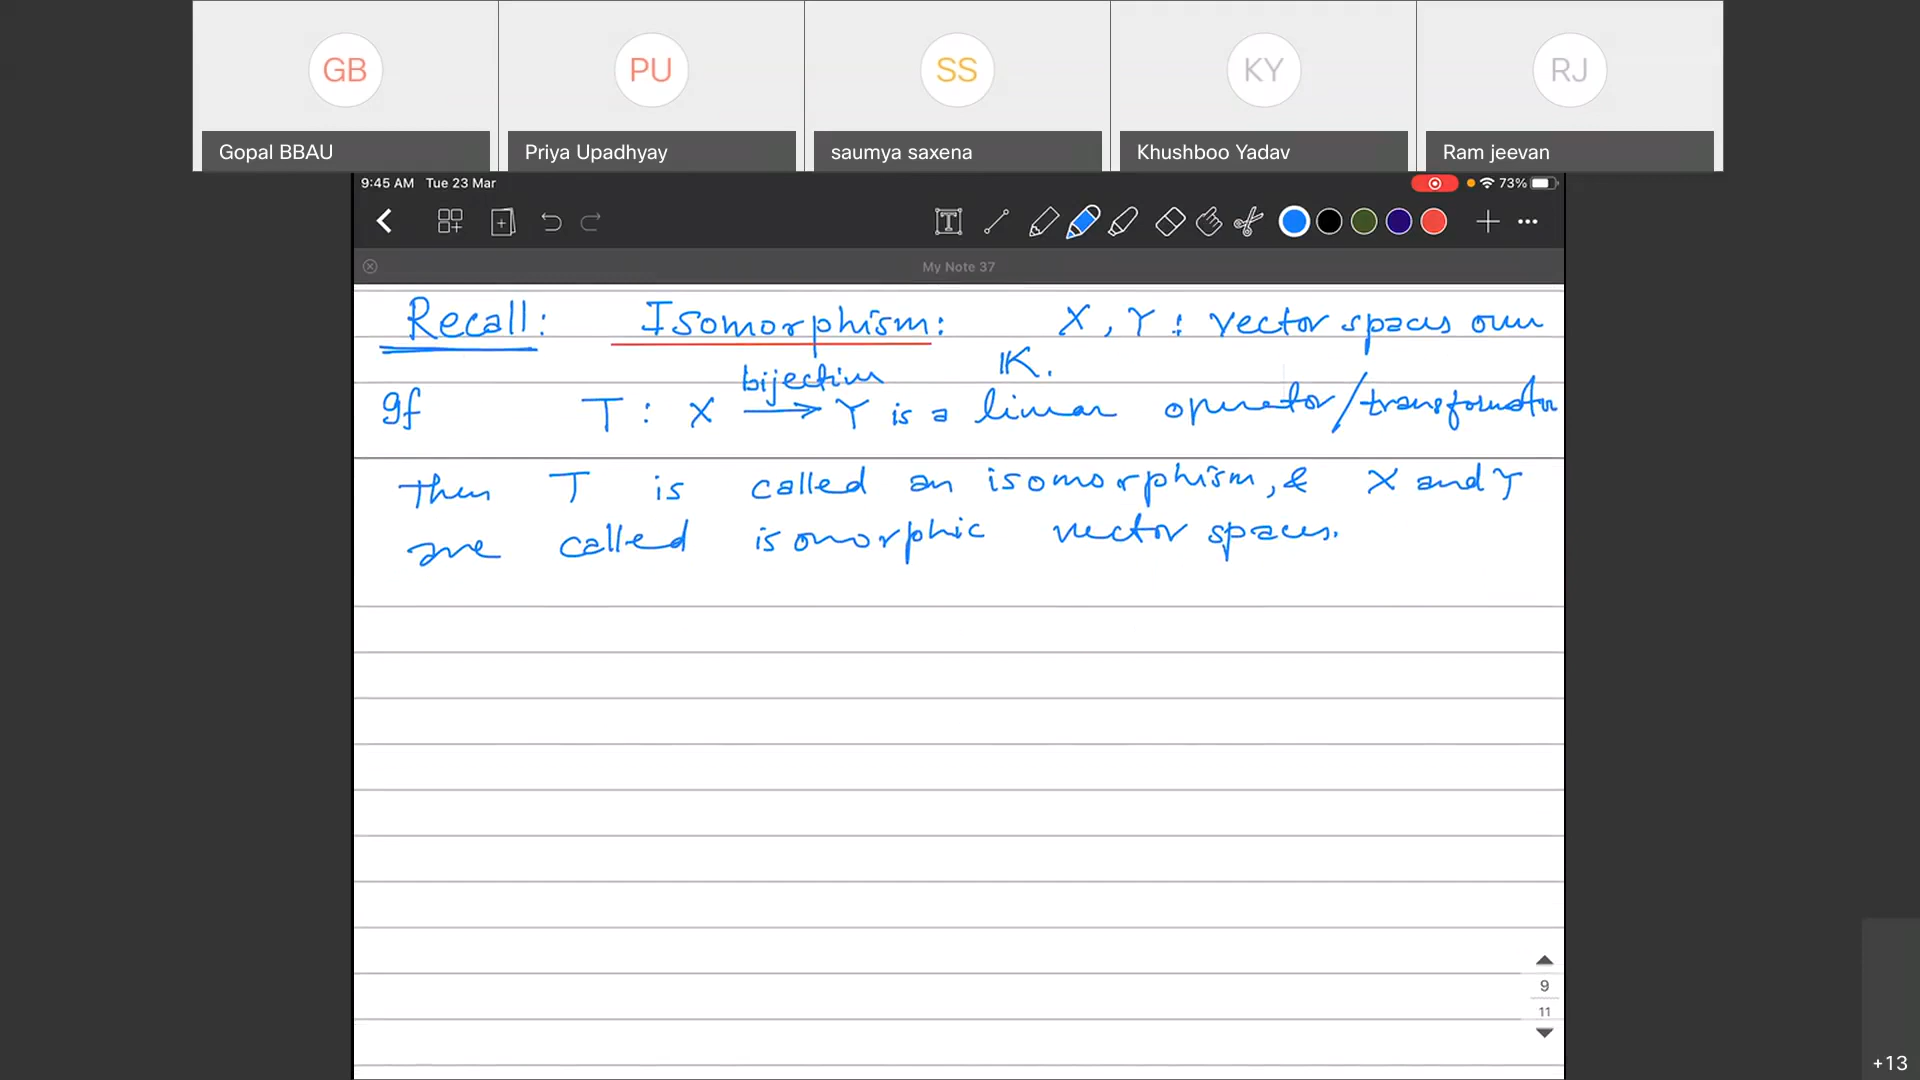 GB PU SS KY RJ
Gopal BBAU Priya Upadhyay saumya saxena Khushboo Yadav Ram jeevan
9:45 AM Tue 23 Mar 73%
My Note 37
Recall: Isomorphism: X, Y : vector spaces over
IK.
If T : X bijective → Y is a linear operator/transformation
Then T is called an isomorphism, & X and Y
are called isomorphic vector spaces.
9
11
+13